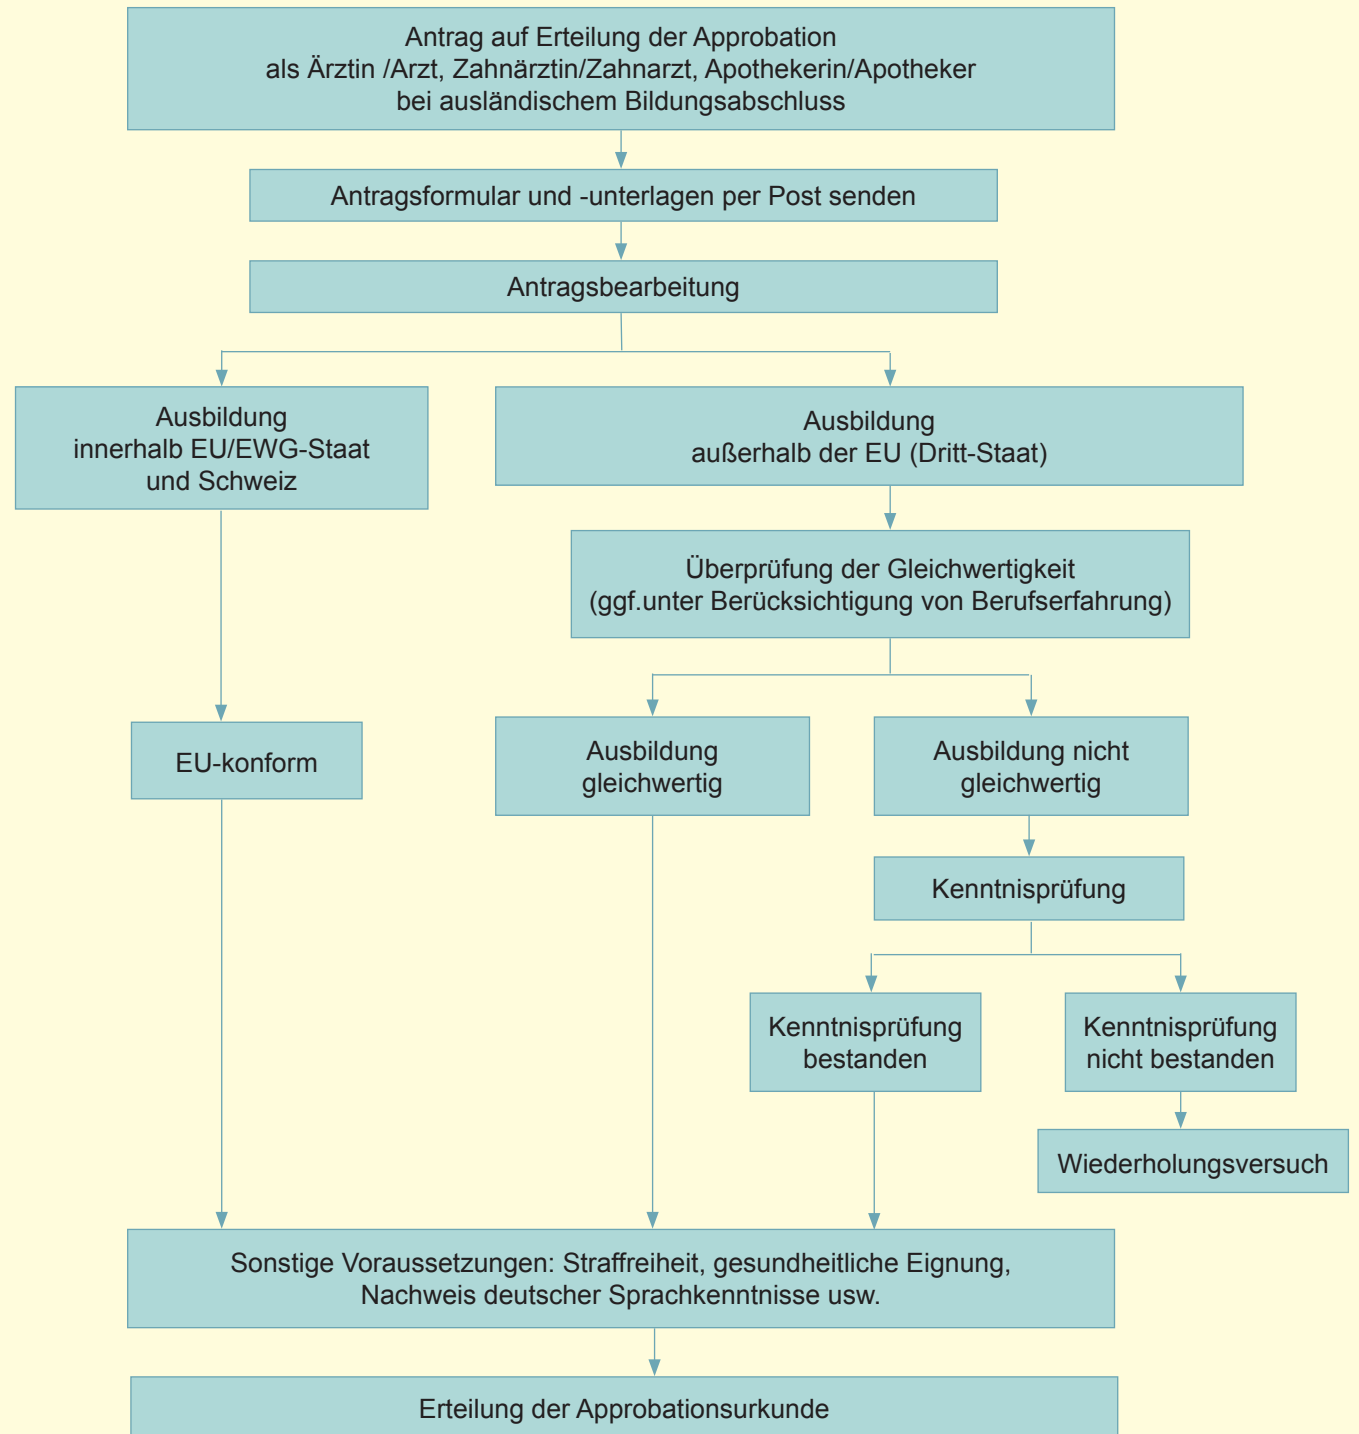 Antrag auf Erteilung der Approbation
als Ärztin /Arzt, Zahnärztin/Zahnarzt, Apothekerin/Apotheker
bei ausländischem Bildungsabschluss
Antragsformular und -unterlagen per Post senden
Antragsbearbeitung
Ausbildung
innerhalb EU/EWG-Staat
und Schweiz
Ausbildung
außerhalb der EU (Dritt-Staat)
Überprüfung der Gleichwertigkeit
(ggf.unter Berücksichtigung von Berufserfahrung)
EU-konform
Ausbildung
gleichwertig
Ausbildung nicht
gleichwertig
Kenntnisprüfung
Kenntnisprüfung
bestanden
Kenntnisprüfung
nicht bestanden
Wiederholungsversuch
Sonstige Voraussetzungen: Straffreiheit, gesundheitliche Eignung,
Nachweis deutscher Sprachkenntnisse usw.
Erteilung der Approbationsurkunde